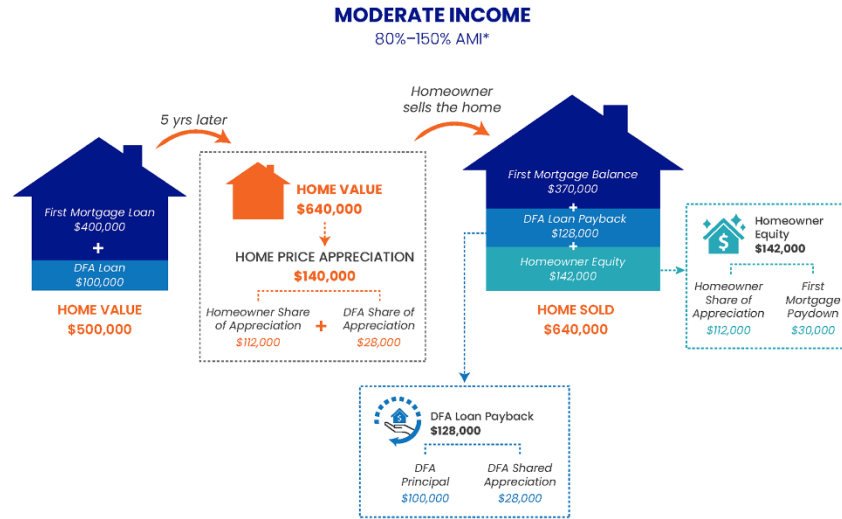 MODERATE INCOME
80%–150% AMI*
5 yrs later
Homeowner
sells the home
First Mortgage Loan
$400,000
+
DFA Loan
$100,000
HOME VALUE
$500,000
HOME VALUE
$640,000
HOME PRICE APPRECIATION
$140,000
Homeowner Share
of Appreciation
$112,000
+
DFA Share of
Appreciation
$28,000
First Mortgage Balance
$370,000
+
DFA Loan Payback
$128,000
+
Homeowner Equity
$142,000
HOME SOLD
$640,000
$
Homeowner
Equity
$142,000
Homeowner
Share of
Appreciation
$112,000
First
Mortgage
Paydown
$30,000
DFA Loan Payback
$128,000
DFA
Principal
$100,000
DFA Shared
Appreciation
$28,000